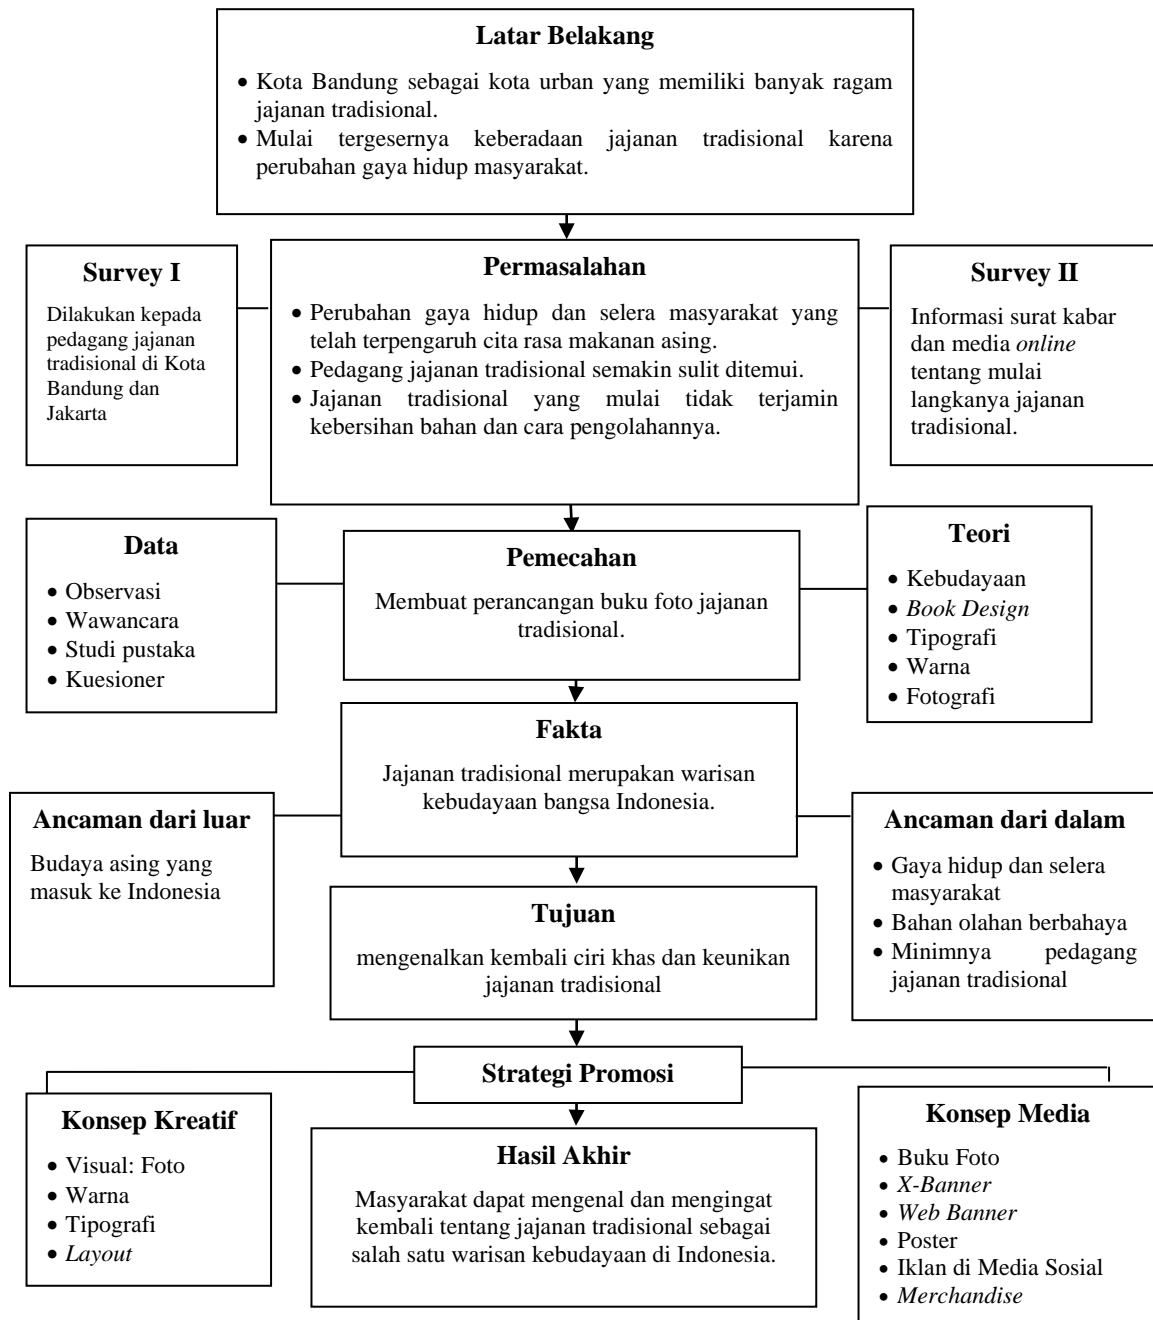 Latar Belakang
• Kota Bandung sebagai kota urban yang memiliki banyak ragam
jajanan tradisional.
• Mulai tergesernya keberadaan jajanan tradisional karena
perubahan gaya hidup masyarakat.
Survey I
Dilakukan kepada
pedagang jajanan
tradisional di Kota
Bandung dan
Jakarta
Permasalahan
• Perubahan gaya hidup dan selera masyarakat yang
telah terpengaruh cita rasa makanan asing.
• Pedagang jajanan tradisional semakin sulit ditemui.
• Jajanan tradisional yang mulai tidak terjamin
kebersihan bahan dan cara pengolahannya.
Survey II
Informasi surat kabar
dan media online
tentang mulai
langkanya jajanan
tradisional.
Data
• Observasi
• Wawancara
• Studi pustaka
• Kuesioner
Pemecahan
Membuat perancangan buku foto jajanan
tradisional.
Teori
• Kebudayaan
• Book Design
• Tipografi
• Warna
• Fotografi
Fakta
Jajanan tradisional merupakan warisan
kebudayaan bangsa Indonesia.
Ancaman dari luar
Budaya asing yang
masuk ke Indonesia
Ancaman dari dalam
• Gaya hidup dan selera
masyarakat
• Bahan olahan berbahaya
• Minimnya pedagang
jajanan tradisional
Tujuan
mengenalkan kembali ciri khas dan keunikan
jajanan tradisional
Strategi Promosi
Konsep Kreatif
• Visual: Foto
• Warna
• Tipografi
• Layout
Hasil Akhir
Masyarakat dapat mengenal dan mengingat
kembali tentang jajanan tradisional sebagai
salah satu warisan kebudayaan di Indonesia.
Konsep Media
• Buku Foto
• X-Banner
• Web Banner
• Poster
• Iklan di Media Sosial
• Merchandise